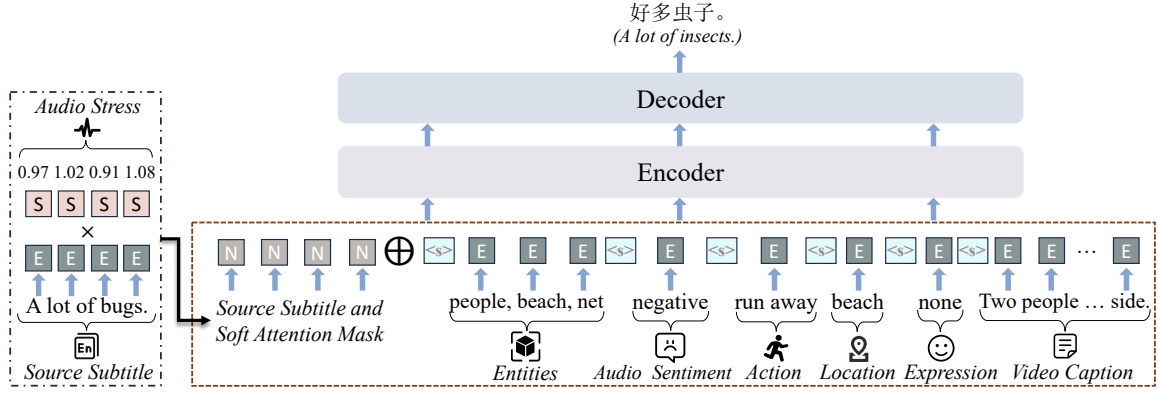 好多虫子。
(A lot of insects.)
Decoder
Encoder
Audio Stress
0.97 1.02 0.91 1.08
S S S S
×
E E E E
A lot of bugs.
En
Source Subtitle
N N N N <s> E E E <s> E <s> E <s> E <s> E <s> E E ... E
Source Subtitle and
Soft Attention Mask
people, beach, net
negative
run away
beach
none
Two people ... side.
Entities
Audio Sentiment
Action
Location
Expression
Video Caption